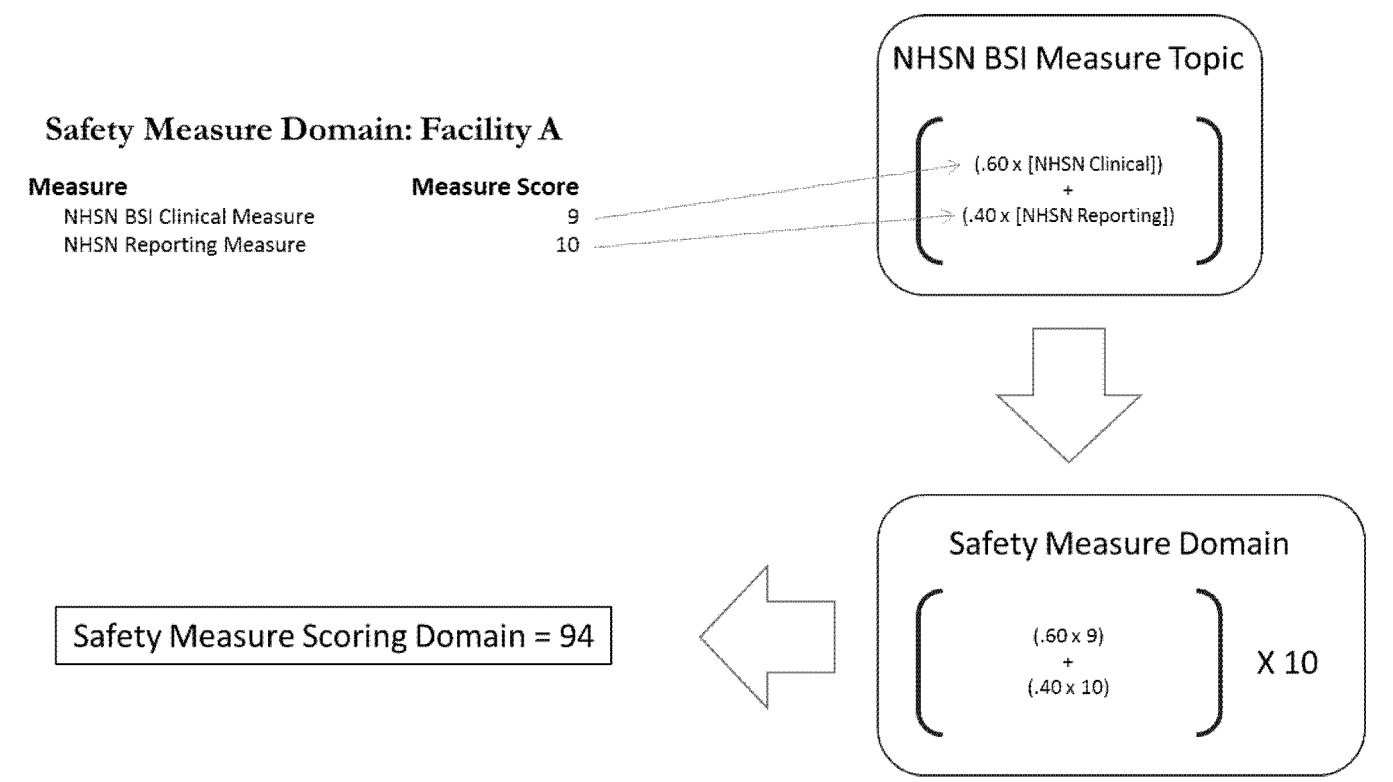 NHSN BSI Measure Topic
Safety Measure Domain: Facility A
Measure Measure Score
NHSN BSI Clinical Measure 9
NHSN Reporting Measure 10
(.60 x [NHSN Clinical])
+
(.40 x [NHSN Reporting])
Safety Measure Domain
(.60 x 9)
+
(.40 x 10)
X 10
Safety Measure Scoring Domain = 94